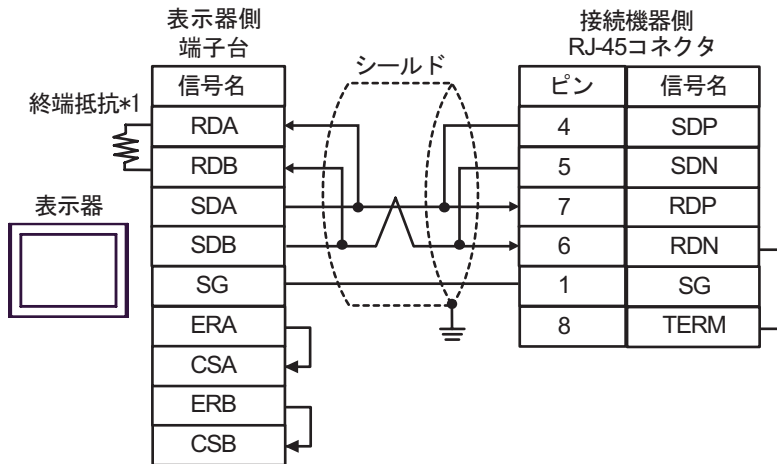 表示器側
端子台
接続機器側
RJ-45コネクタ
シールド
終端抵抗*1
表示器
信号名
RDA
RDB
SDA
SDB
SG
ERA
CSA
ERB
CSB
ピン 信号名
4 SDP
5 SDN
7 RDP
6 RDN
1 SG
8 TERM